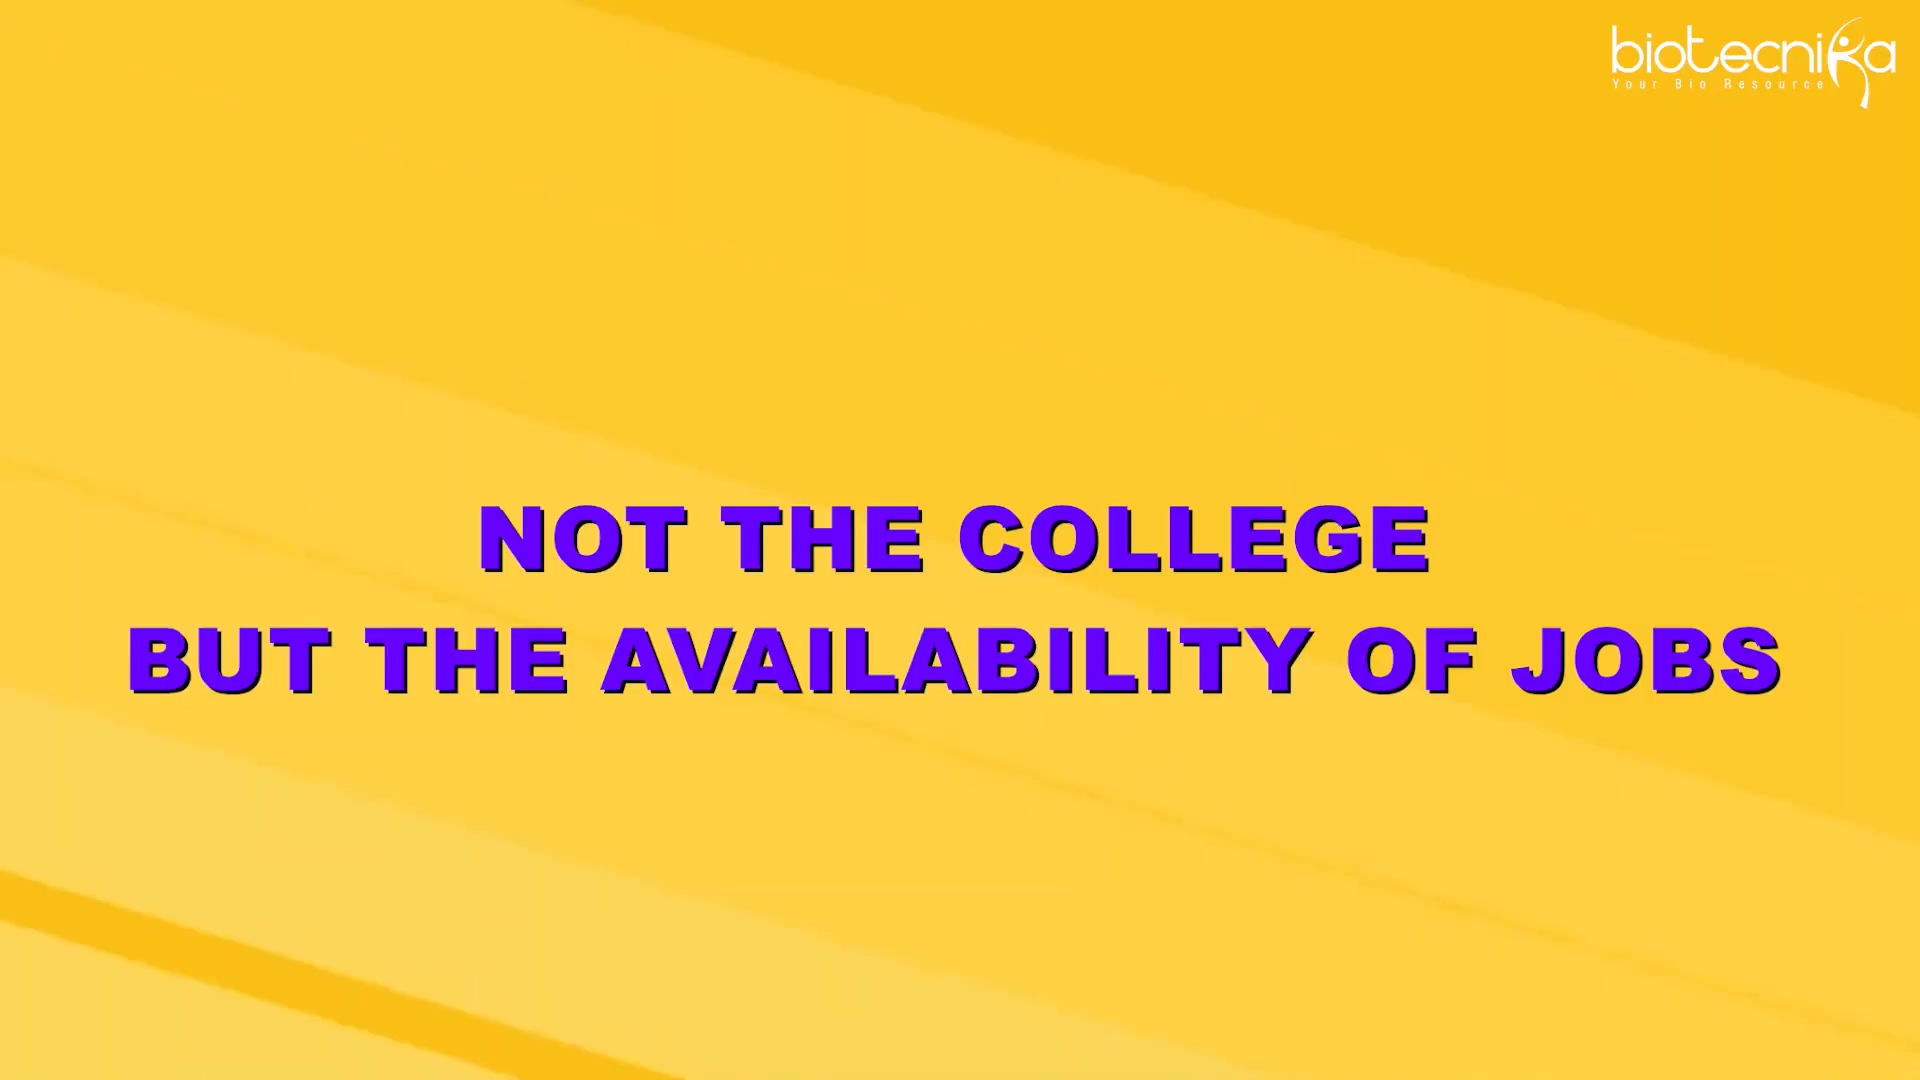 biotecnika
Your Bio Resource
NOT THE COLLEGE
BUT THE AVAILABILITY OF JOBS